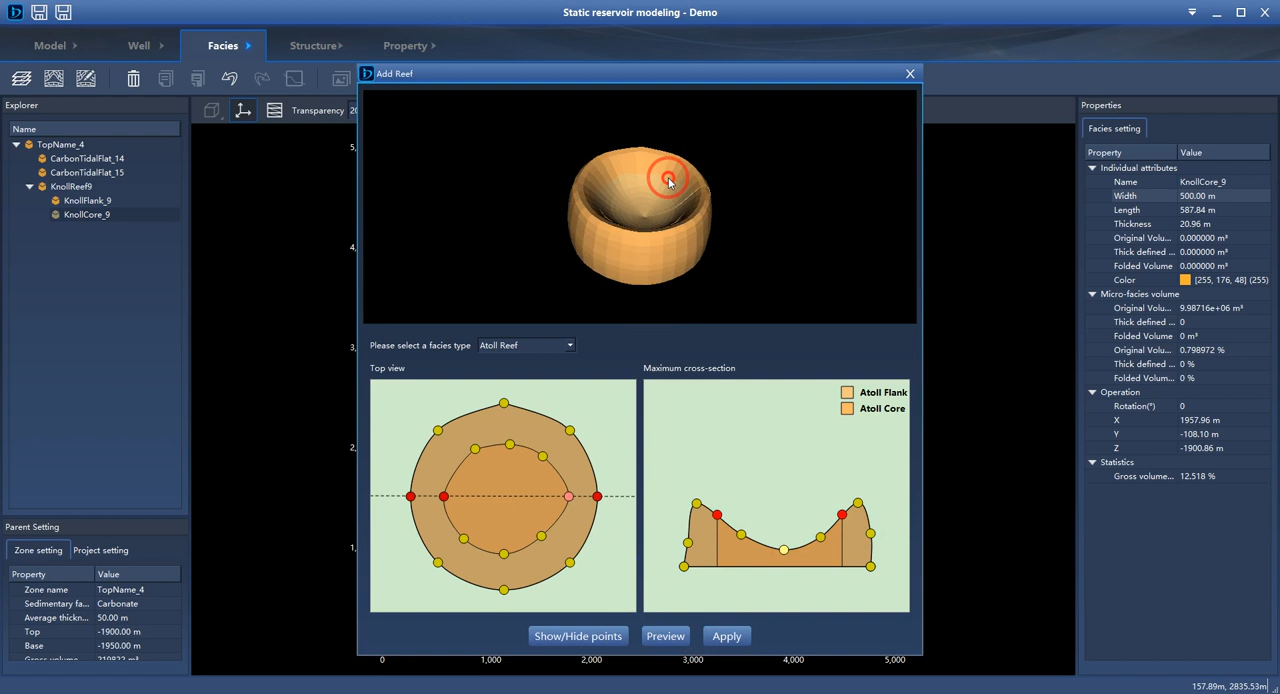 Static reservoir modeling - Demo
Model
Well
Facies
Structure
Property
Explorer
Name
TopName_4
CarbonTidalFlat_14
CarbonTidalFlat_15
KnollReef9
KnollFlank_9
KnollCore_9
Parent Setting
Zone setting
Project setting
Property Value
Zone name TopName_4
Sedimentary fa... Carbonate
Average thickn... 50.00 m
Top -1900.00 m
Base -1950.00 m
Transparency
Add Reef
Please select a facies type Atoll Reef
Top view
Maximum cross-section
Atoll Flank
Atoll Core
Show/Hide points
Preview
Apply
5,
4,
3,
2,
1,
0 1,000 2,000 3,000 4,000 5,000
Properties
Facies setting
Property Value
Individual attributes
Name KnollCore_9
Width 500.00 m
Length 587.84 m
Thickness 20.96 m
Original Volu... 0.000000 m³
Thick defined ... 0.000000 m³
Folded Volume 0.000000 m³
Color [255, 176, 48] (255)
Micro-facies volume
Original Volu... 9.98716e+06 m³
Thick defined ... 0
Folded Volume 0 m³
Original Volu... 0.798972 %
Thick defined ... 0 %
Folded Volum... 0 %
Operation
Rotation(°) 0
X 1957.96 m
Y -108.10 m
Z -1900.86 m
Statistics
Gross volume... 12.518 %
157.89m, 2835.53m